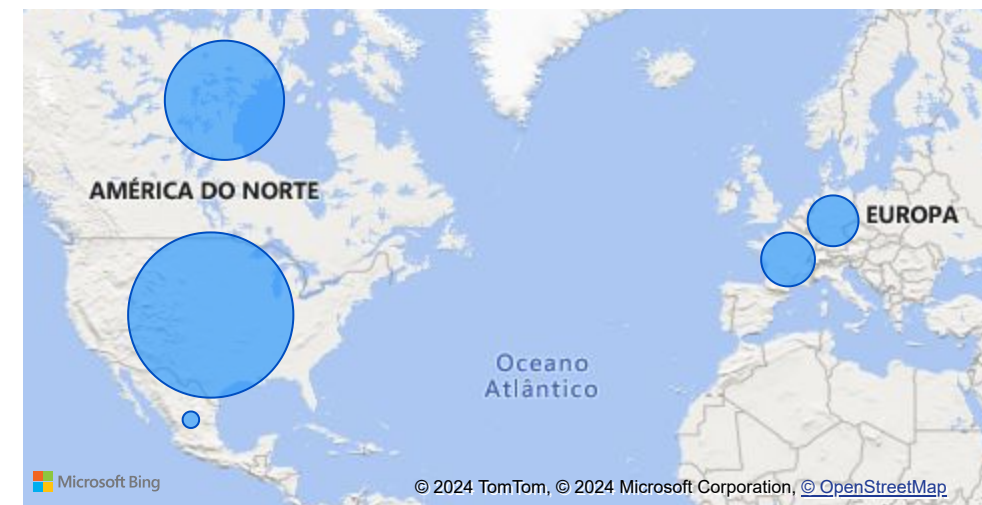 AMÉRICA DO NORTE
EUROPA
Oceano
Atlântico
Microsoft Bing
© 2024 TomTom, © 2024 Microsoft Corporation, © OpenStreetMap